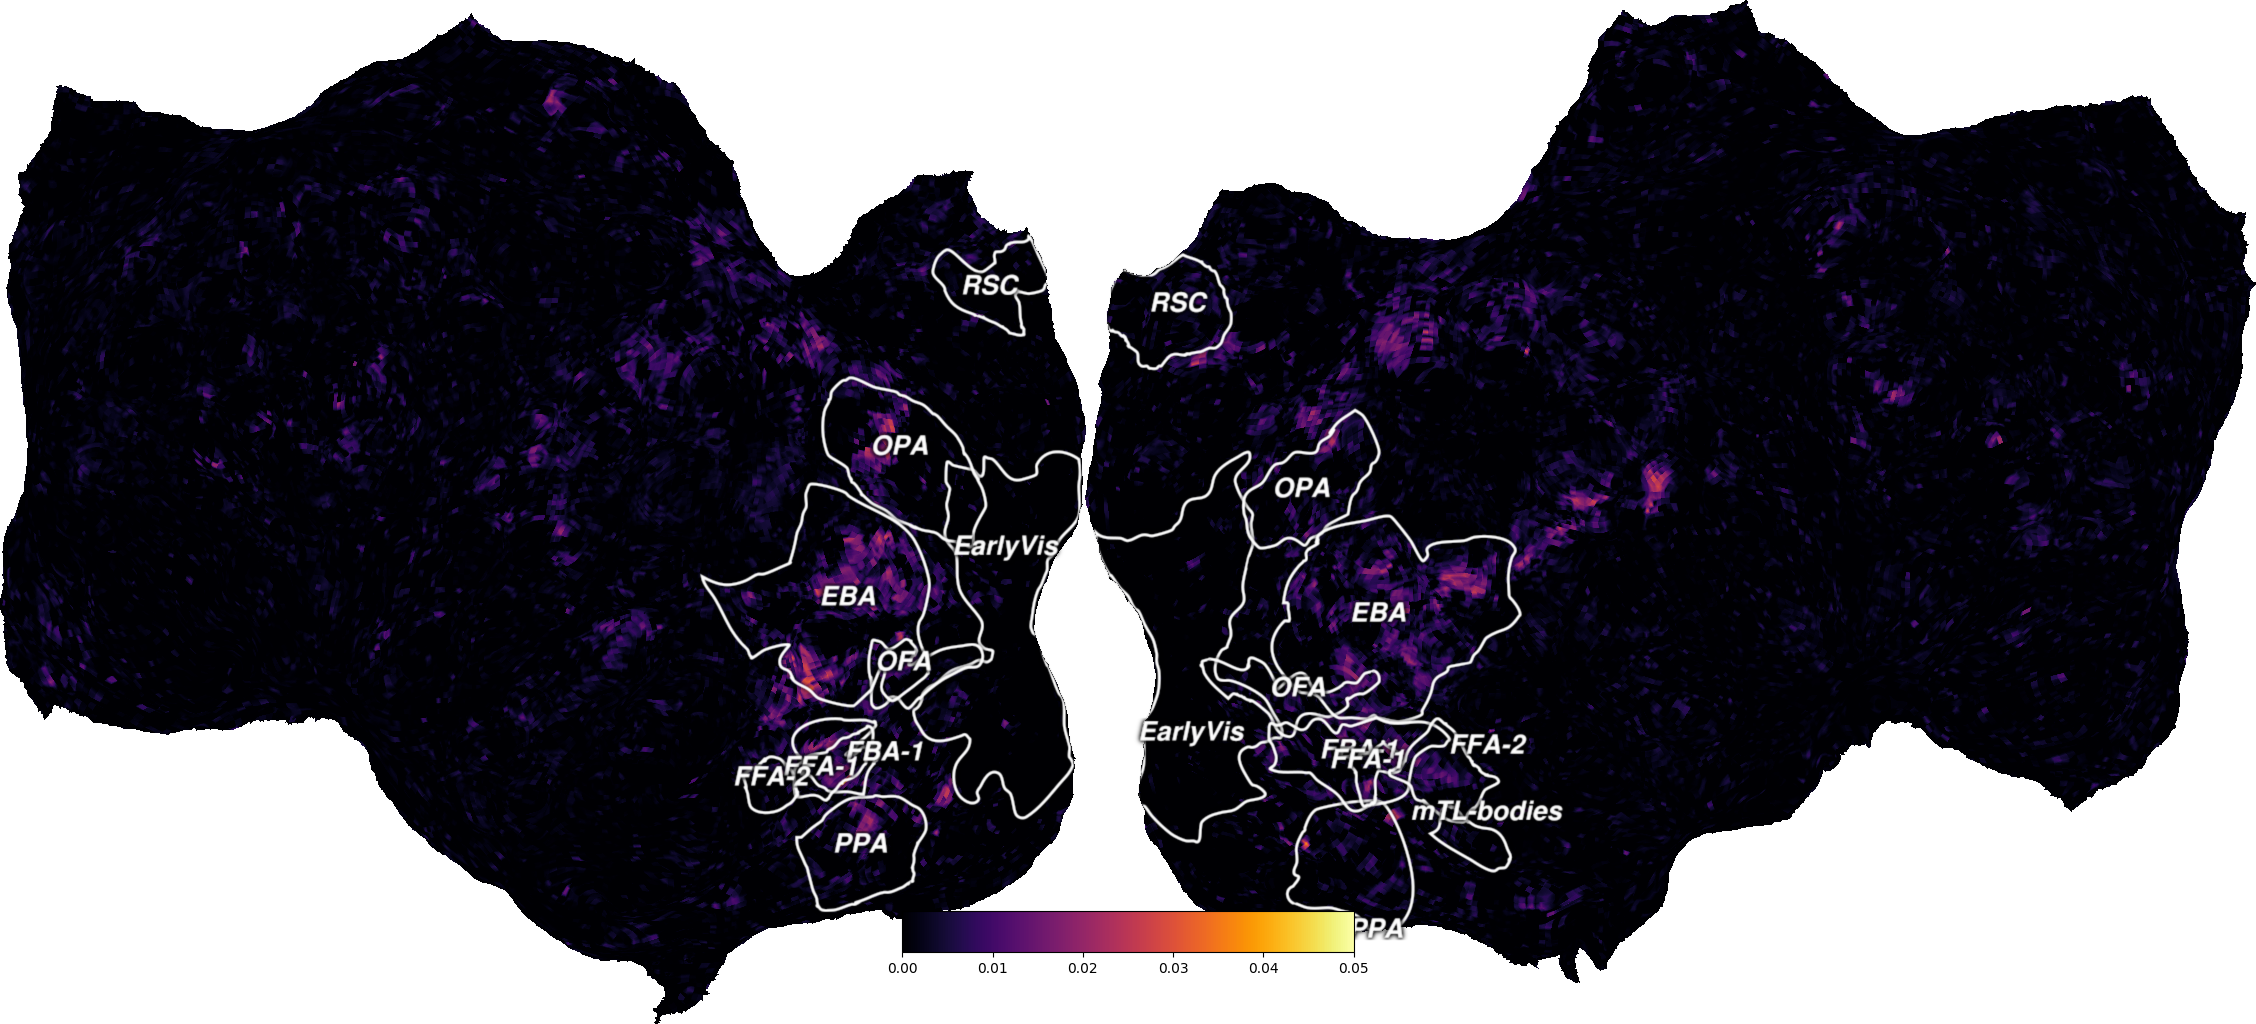 RSC
RSC
OPA
OPA
EarlyVis
EBA
EBA
OFA
OFA
EarlyVis
FBA-1
FFA-1
FFA-2
FBA-1
FFA-1
FFA-2
mTL-bodies
PPA
PPA
0.00 0.01 0.02 0.03 0.04 0.05